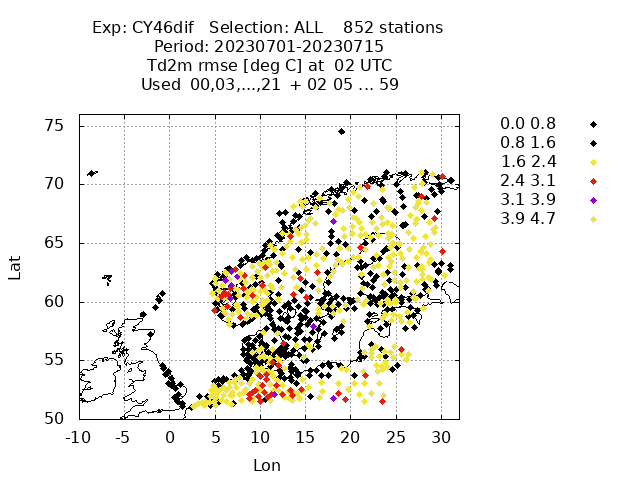 Exp: CY46dif   Selection: ALL    852 stations
Period: 20230701-20230715
Td2m rmse [deg C] at  02 UTC
Used  00,03,...,21  + 02 05 ... 59
0.0 0.8
0.8 1.6
1.6 2.4
2.4 3.1
3.1 3.9
3.9 4.7
75
70
65
60
55
50
Lat
-10 -5 0 5 10 15 20 25 30
Lon